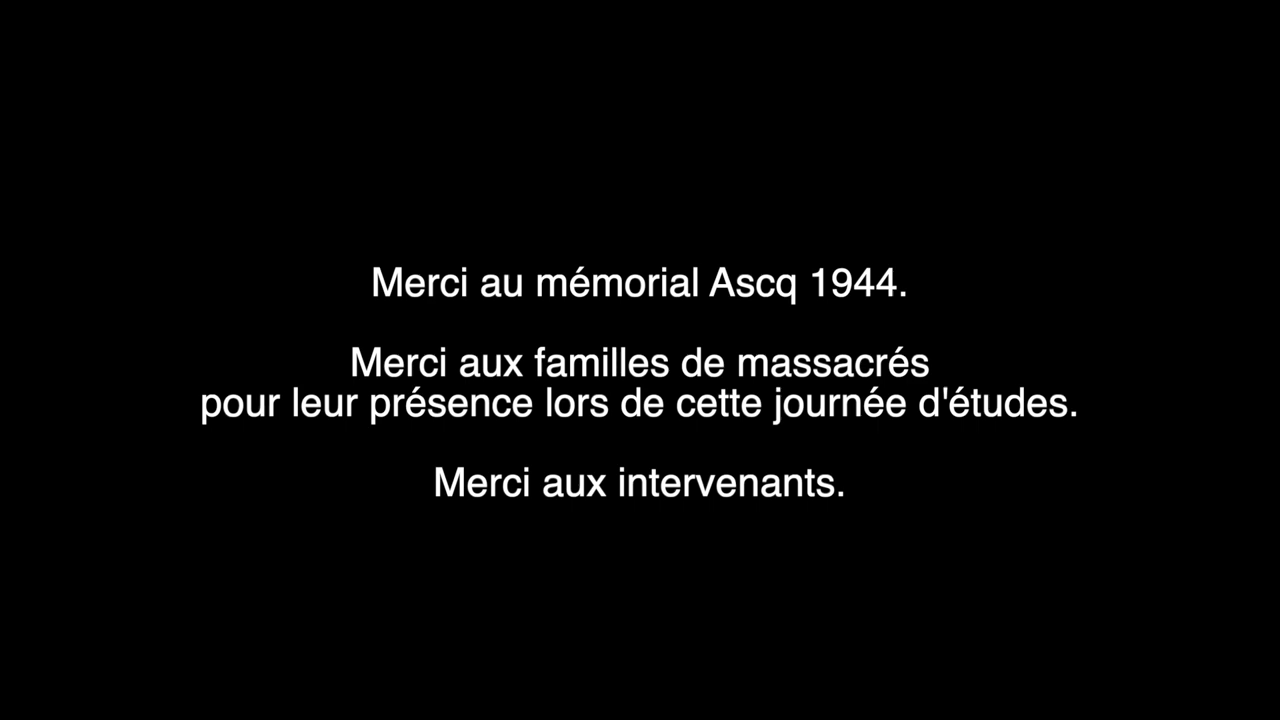 Merci au mémorial Ascq 1944.
Merci aux familles de massacrés
pour leur présence lors de cette journée d'études.
Merci aux intervenants.